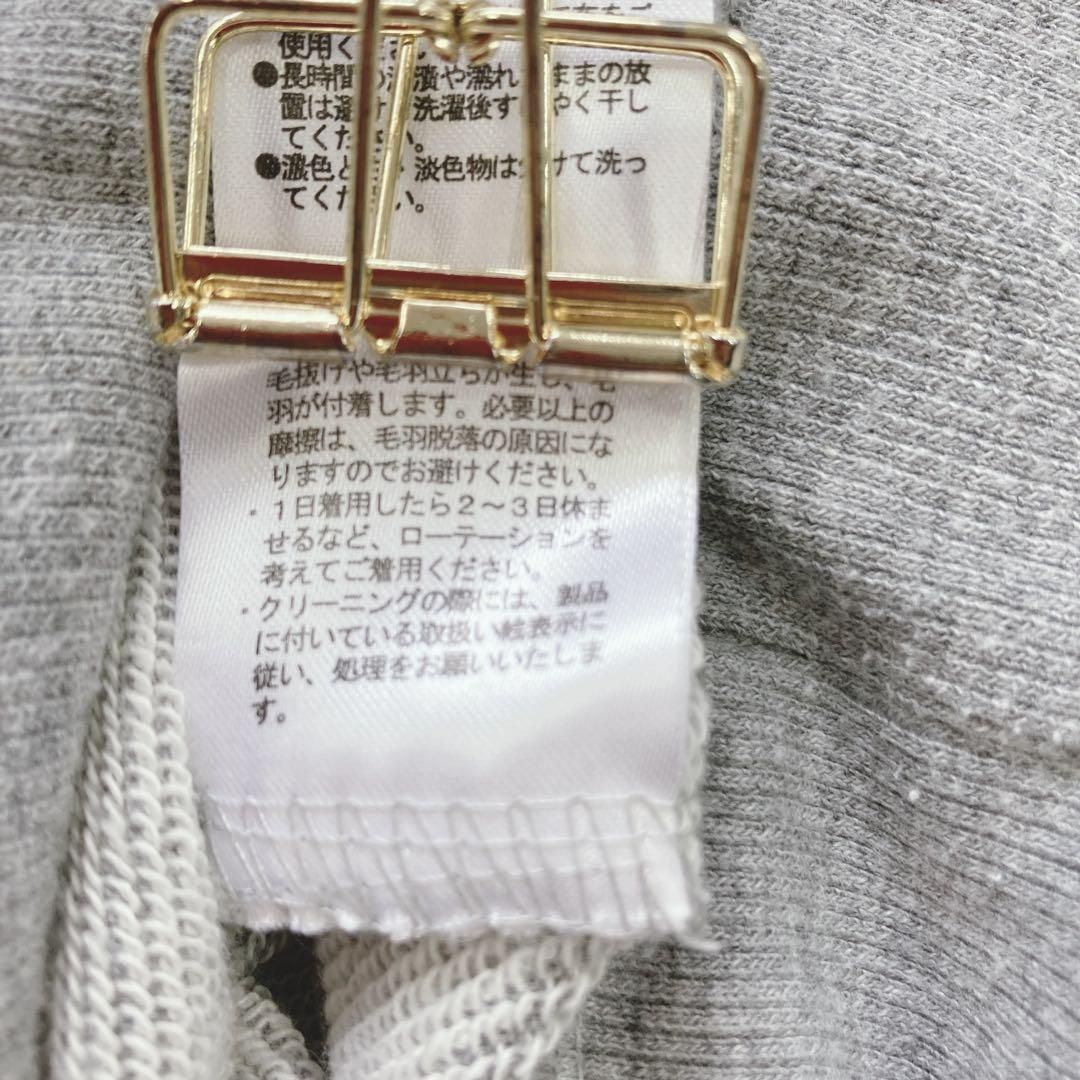 使用く
●長時間 漬や濡れ ままの放
置は 洗濯後す やく干し
てくだ い。
●濃色と 淡色物は分けて洗っ
てくだ い。
毛抜けや毛羽立ちが生し、毛
羽が付着します。必要以上の
摩擦は、毛羽脱落の原因にな
りますのでお避けください。
・１日着用したら２～３日休ま
せるなど、ローテーションを
考えてご着用ください。
・クリーニングの際には、製品
に付いている取扱い絵表示に
従い、処理をお願いいたしま
す。